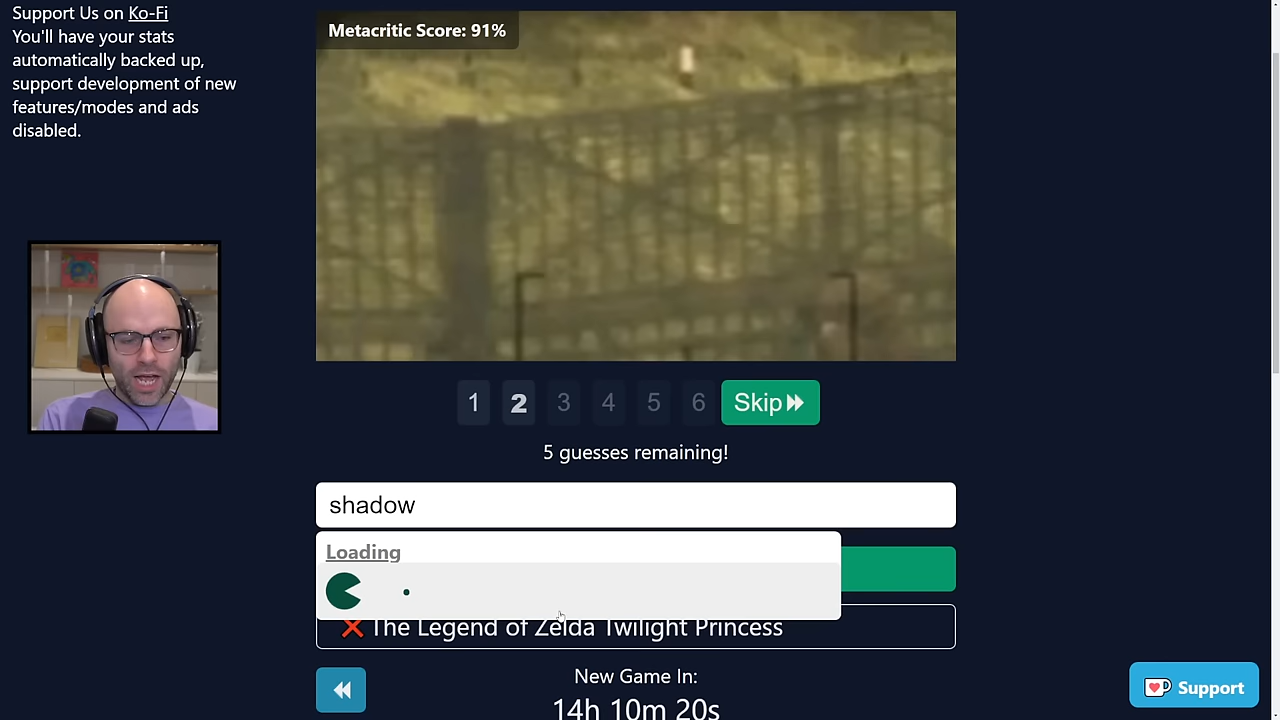 Support Us on Ko-Fi
You'll have your stats
automatically backed up,
support development of new
features/modes and ads
disabled.
Metacritic Score: 91%
1 2 3 4 5 6 Skip
5 guesses remaining!
shadow
Loading
The Legend of Zelda Twilight Princess
New Game In:
14h 10m 20s
Support